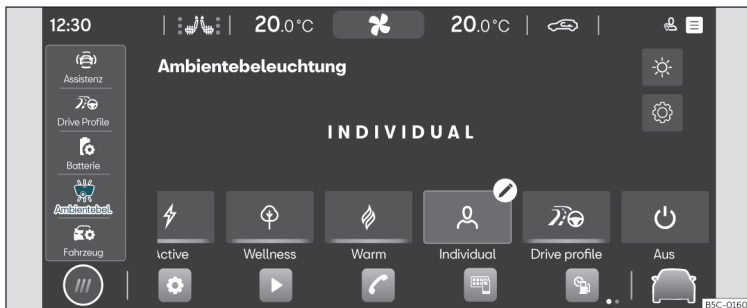 12:30
20.0°C
20.0°C
Assistenz
Drive Profile
Batterie
Ambientebel.
Fahrzeug
Ambientebeleuchtung
INDIVIDUAL
Active
Wellness
Warm
Individual
Drive profile
Aus
B5C-0160